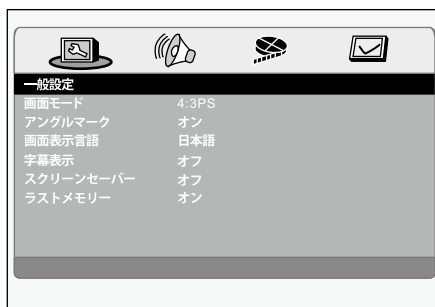 一般設定
画面モード 4:3PS
アングルマーク オン
画面表示言語 日本語
字幕表示 オフ
スクリーンセーバー オフ
ラストメモリー オン